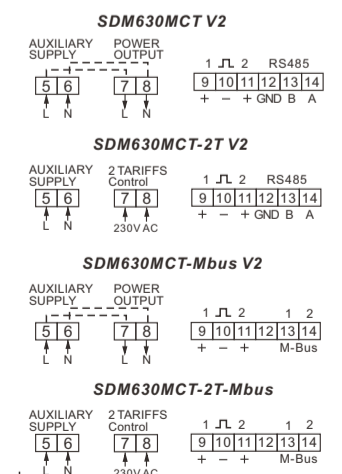 SDM630MCT V2
AUXILIARY POWER
SUPPLY OUTPUT
1 2 RS485
5 6 7 8 9 10 11 12 13 14
+ – + GND B A
L N L N
SDM630MCT-2T V2
AUXILIARY 2 TARIFFS
SUPPLY Control
1 2 RS485
5 6 7 8 9 10 11 12 13 14
+ – + GND B A
L N 230V AC
SDM630MCT-Mbus V2
AUXILIARY POWER
SUPPLY OUTPUT
1 2 1 2
5 6 7 8 9 10 11 12 13 14
+ – + M-Bus
L N L N
SDM630MCT-2T-Mbus
AUXILIARY 2 TARIFFS
SUPPLY Control
1 2 1 2
5 6 7 8 9 10 11 12 13 14
+ – + M-Bus
L N 230V AC